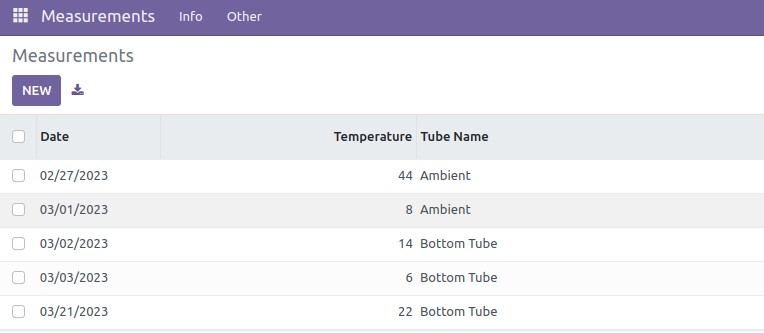 Measurements Info Other
Measurements
NEW
Date Temperature Tube Name
02/27/2023 44 Ambient
03/01/2023 8 Ambient
03/02/2023 14 Bottom Tube
03/03/2023 6 Bottom Tube
03/21/2023 22 Bottom Tube